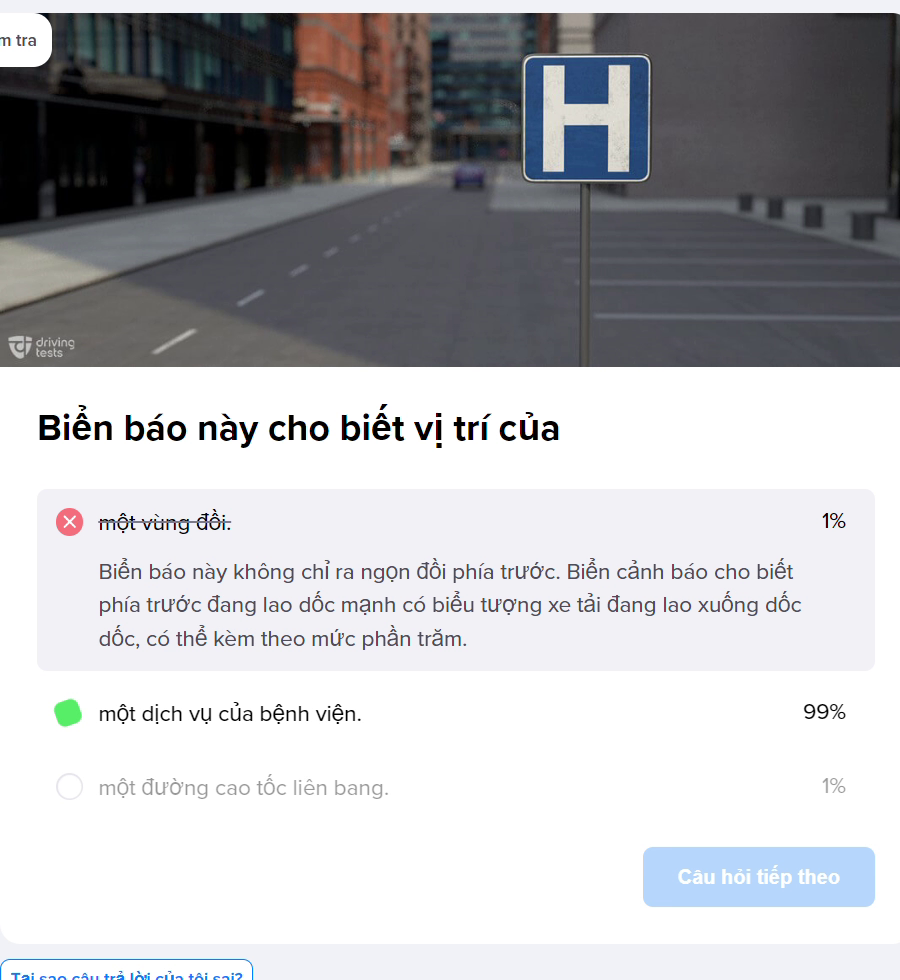 m tra
H
driving
tests
Biển báo này cho biết vị trí của
một vùng đồi.
1%
Biển báo này không chỉ ra ngọn đồi phía trước. Biển cảnh báo cho biết
phía trước đang lao dốc mạnh có biểu tượng xe tải đang lao xuống dốc
dốc, có thể kèm theo mức phần trăm.
một dịch vụ của bệnh viện.
99%
một đường cao tốc liên bang.
1%
Câu hỏi tiếp theo
Tại sao câu trả lời của tôi sai?